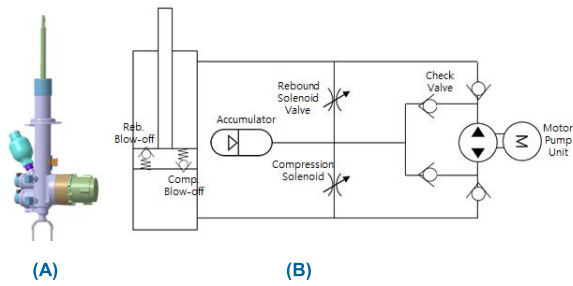 Rebound
Solenoid
Valve
Check
Valve
Accumulator
Reb.
Blow-off
Motor
Pump
Unit
M
Compression
Solenoid
Comp.
Blow-off
(A)
(B)